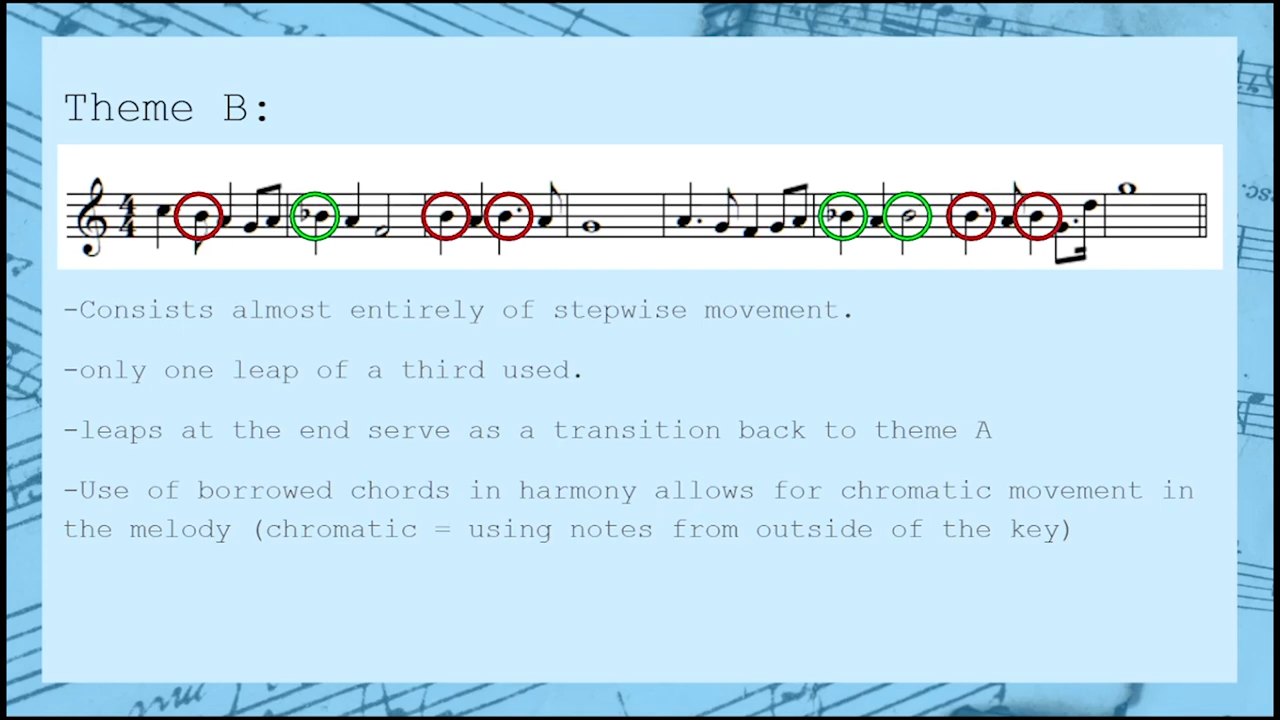 Theme B:
-Consists almost entirely of stepwise movement.
-only one leap of a third used.
-leaps at the end serve as a transition back to theme A
-Use of borrowed chords in harmony allows for chromatic movement in
the melody (chromatic = using notes from outside of the key)